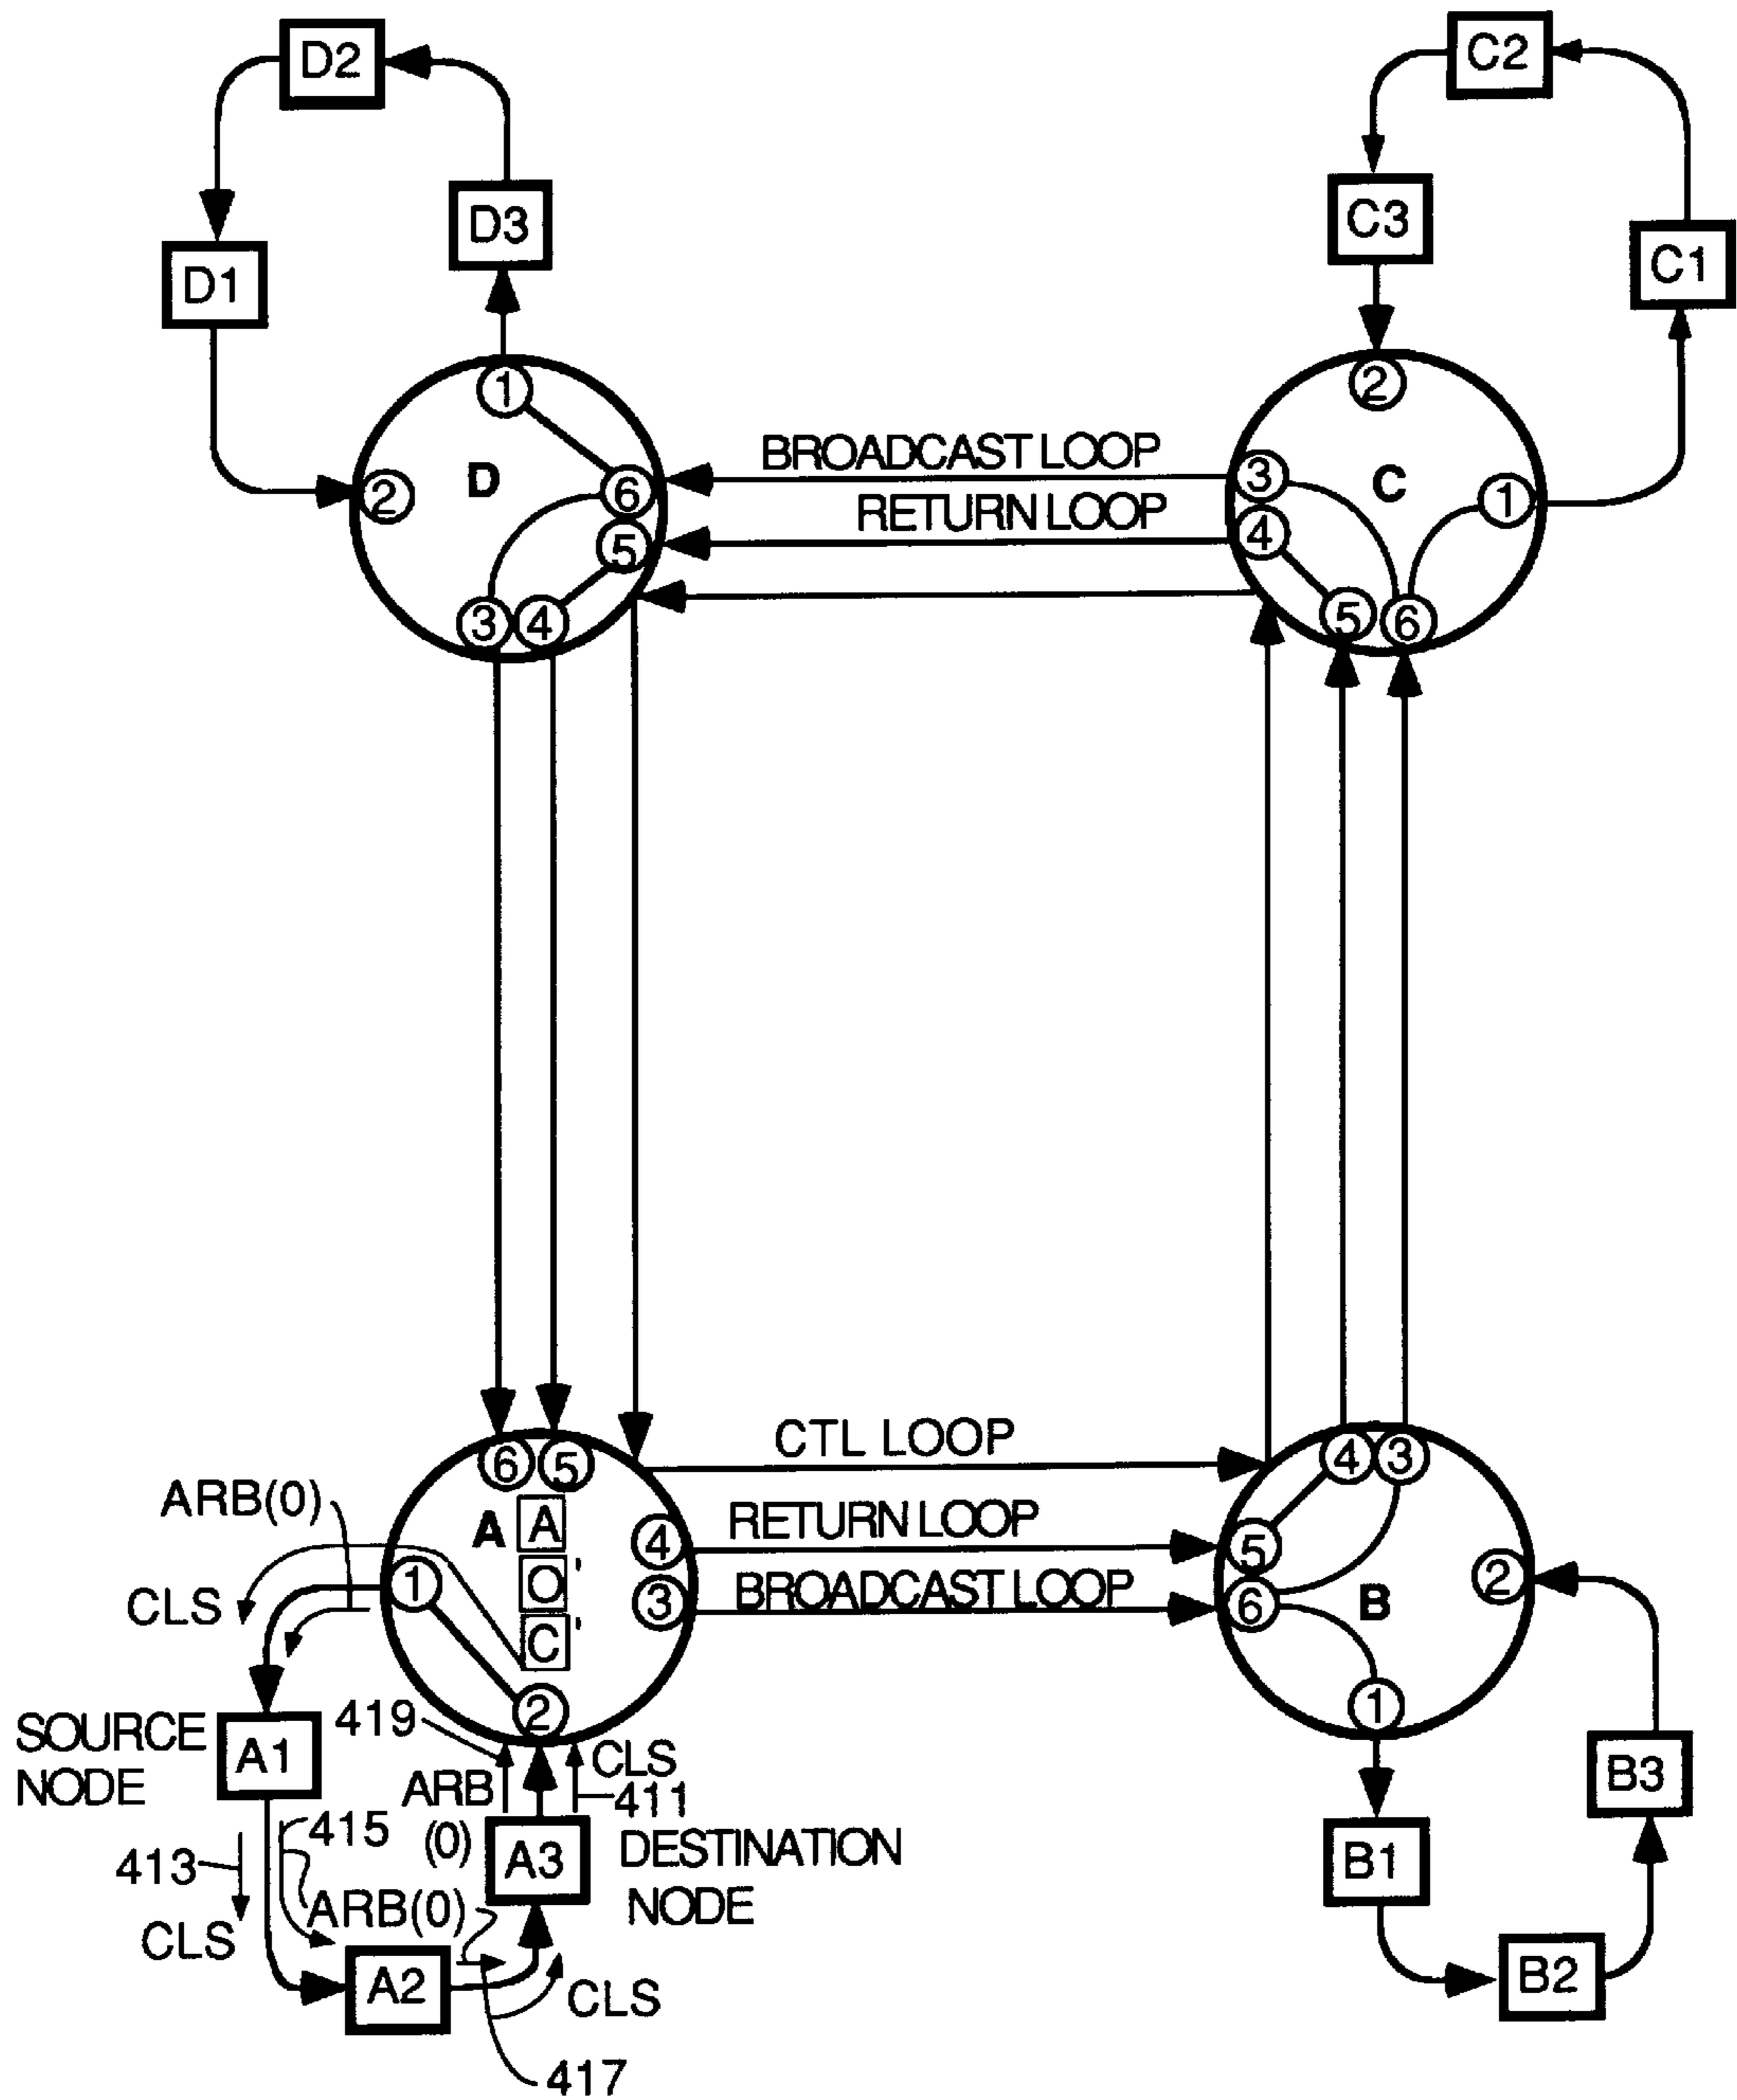 D2
C2
D3
C3
D1
C1
1
2
BROADCAST LOOP
D
6
3
C
1
2
RETURN LOOP
5
4
3
4
5
6
CTL LOOP
6
5
4
3
ARB(0)
A
A
RETURN LOOP
4
5
2
O'
1
BROADCAST LOOP
CLS
3
6
B
C'
2
1
SOURCE
NODE
A1
419
CLS
ARB
(0)
411
B3
415
A3
DESTINATION
NODE
B1
413
ARB(0)
CLS
A2
CLS
B2
417